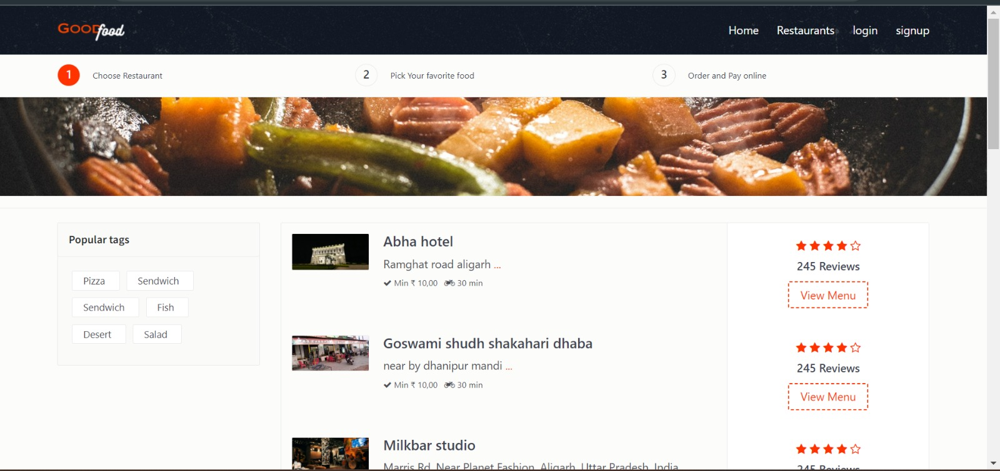 GOODfood
Home Restaurants login signup
1 Choose Restaurant 2 Pick Your favorite food 3 Order and Pay online
Popular tags
Pizza Sendwich
Sendwich Fish
Desert Salad
Abha hotel
Ramghat road aligarh ...
Min ₹ 10,00 30 min
245 Reviews
View Menu
Goswami shudh shakahari dhaba
near by dhanipur mandi ...
Min ₹ 10,00 30 min
245 Reviews
View Menu
Milkbar studio
Marris Rd, Near Planet Fashion, Aligarh, Uttar Pradesh, India
245 Reviews